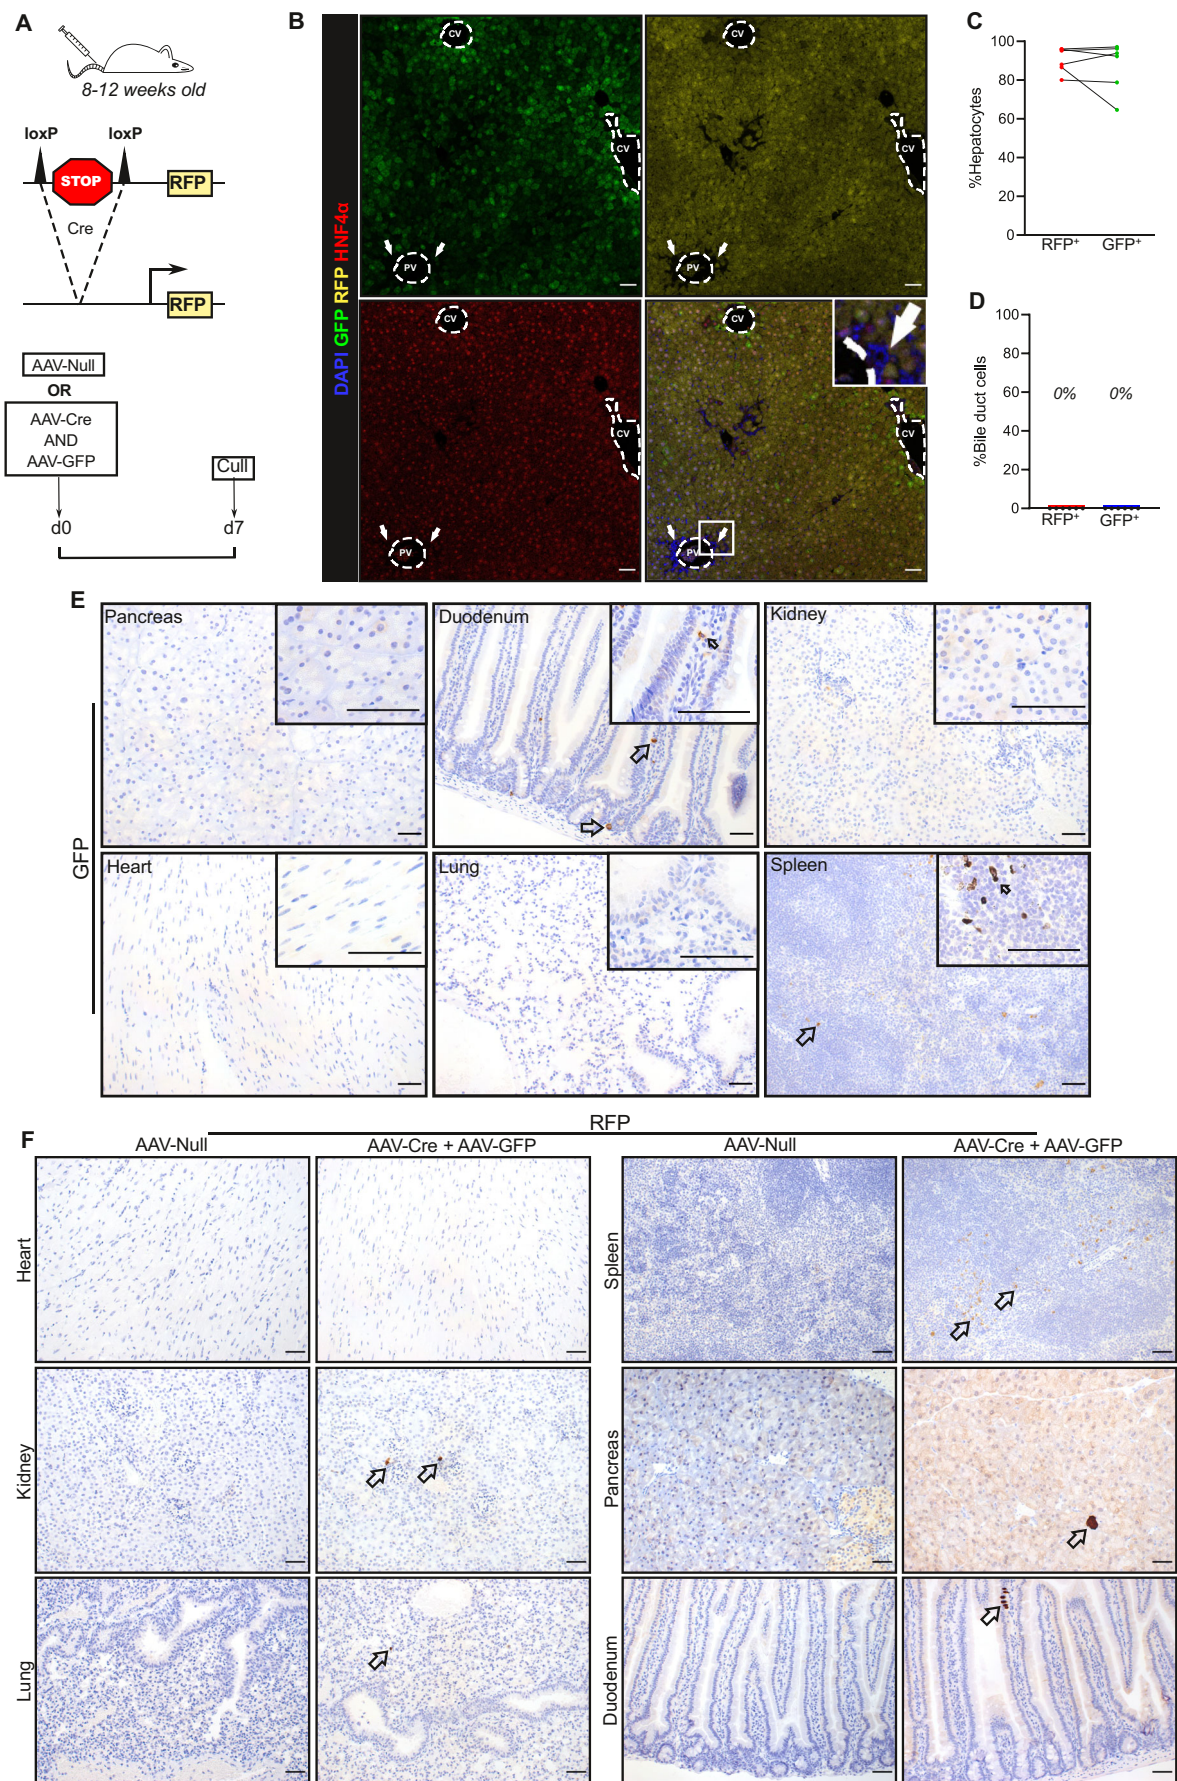 A
8-12 weeks old
loxP loxP
STOP
RFP
Cre
RFP
AAV-Null
OR
AAV-Cre
AND
AAV-GFP
Cull
d0 d7
B
DAPI GFP RFP HNF4α
CV
CV
PV
CV
CV
PV
CV
CV
PV
CV
CV
PV
C
%Hepatocytes
100
80
60
40
20
0
RFP+ GFP+
D
%Bile duct cells
100
80
60
40
20
0
0% 0%
RFP+ GFP+
E
GFP
Pancreas
Duodenum
Kidney
Heart
Lung
Spleen
F
RFP
AAV-Null AAV-Cre + AAV-GFP AAV-Null AAV-Cre + AAV-GFP
Heart
Spleen
Kidney
Pancreas
Lung
Duodenum